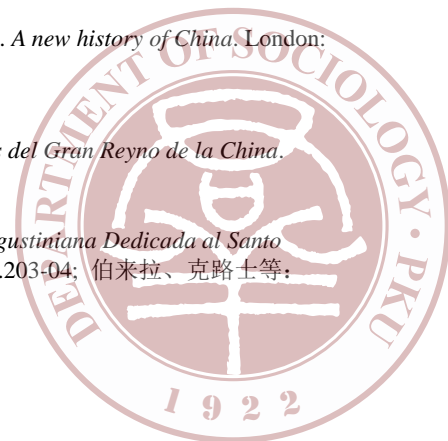 . A new history of China. London:
del Gran Reyno de la China.
gustiniana Dedicada al Santo
.203-04; 伯来拉、克路士等：
DEPARTMENT OF SOCIOLOGY · PKU
1922